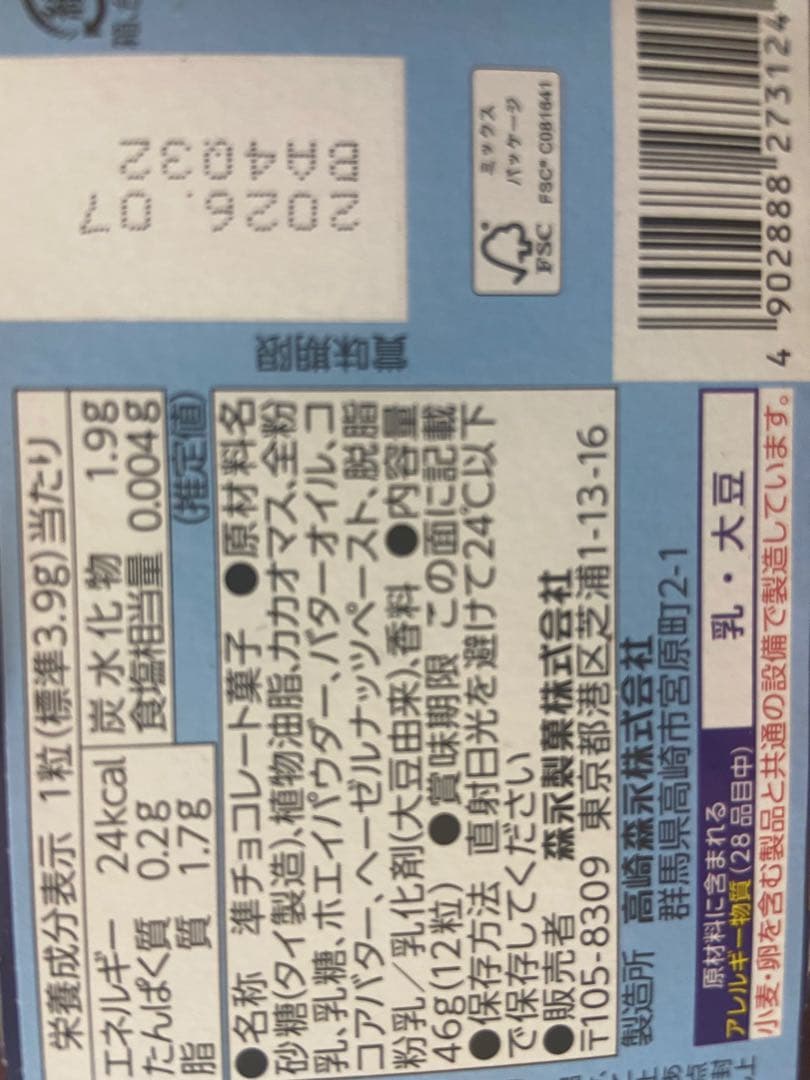 栄養成分表示 1粒(標準3.9g)当たり
エネルギー 24kcal 炭水化物 1.9g
たんぱく質 0.2g 食塩相当量 0.004g
脂質 1.7g
(推定値)
●名称 準チョコレート菓子 ●原材料名
砂糖(タイ製造)、植物油脂、カカオマス、全粉
乳、乳糖、ホエイパウダー、バターオイル、コ
コアバター、ヘーゼルナッツペースト、脱脂
粉乳/乳化剤(大豆由来)、香料 ●内容量
46g(12粒) ●賞味期限 この面に記載
●保存方法 直射日光を避けて24℃以下
で保存してください
●販売者 森永製菓株式会社
〒105-8309 東京都港区芝浦1-13-16
製造所 高崎森永株式会社
群馬県高崎市宮原町2-1
原材料に含まれる
アレルギー物質(28品目中)
乳・大豆
小麦・卵を含む製品と共通の設備で製造しています。
賞味期限
2026.07
ミックス
パッケージ
FSC
FSC® C081641
4 902888 273124